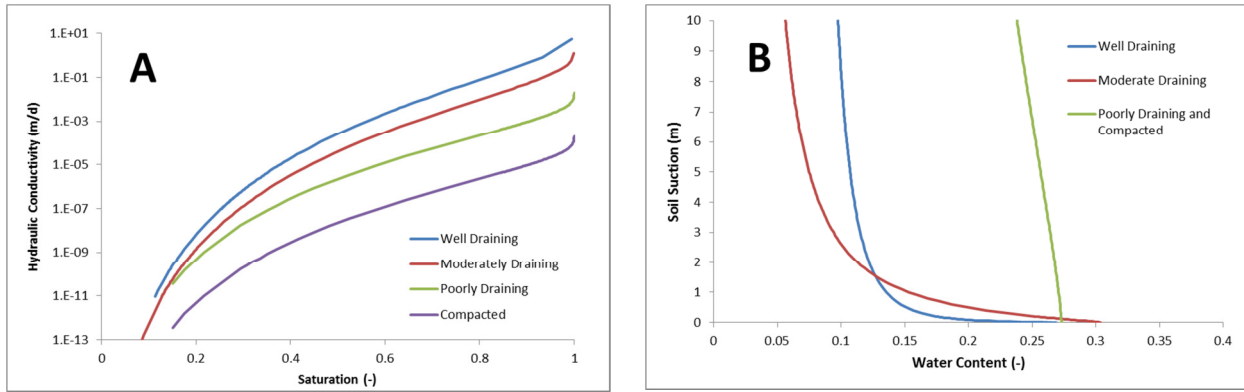 A
1.E+01
1.E-01
1.E-03
1.E-05
1.E-07
1.E-09
1.E-11
1.E-13
Hydraulic Conductivity (m/d)
0
0.2
0.4
0.6
0.8
1
Saturation (-)
Well Draining
Moderately Draining
Poorly Draining
Compacted
B
10
9
8
7
6
5
4
3
2
1
0
Soil Suction (m)
0
0.05
0.1
0.15
0.2
0.25
0.3
0.35
0.4
Water Content (-)
Well Draining
Moderate Draining
Poorly Draining and
Compacted